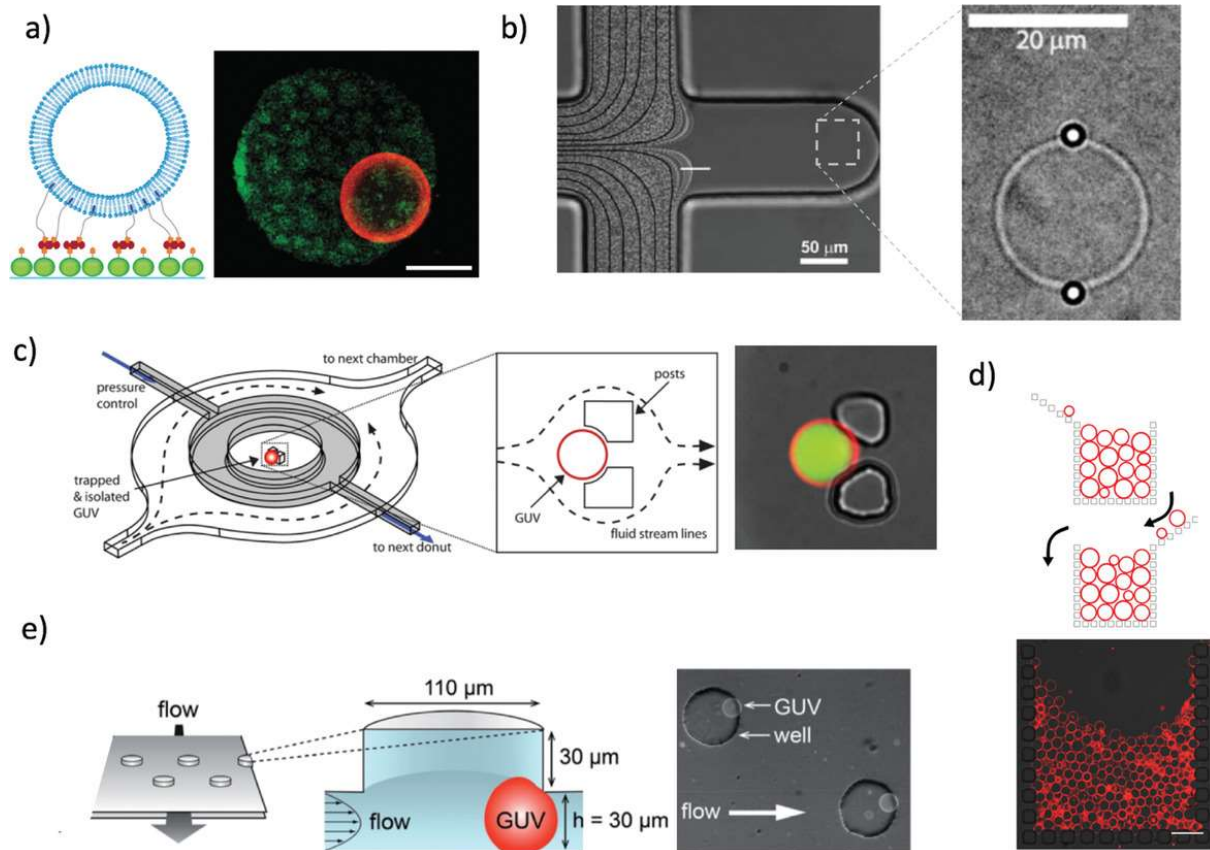 a)
b)
50 µm
20 µm
c)
pressure
control
to next chamber
trapped
& isolated
GUV
to next donut
posts
GUV
fluid stream lines
d)
e)
flow
110 µm
30 µm
flow
GUV
h = 30 µm
GUV
well
flow